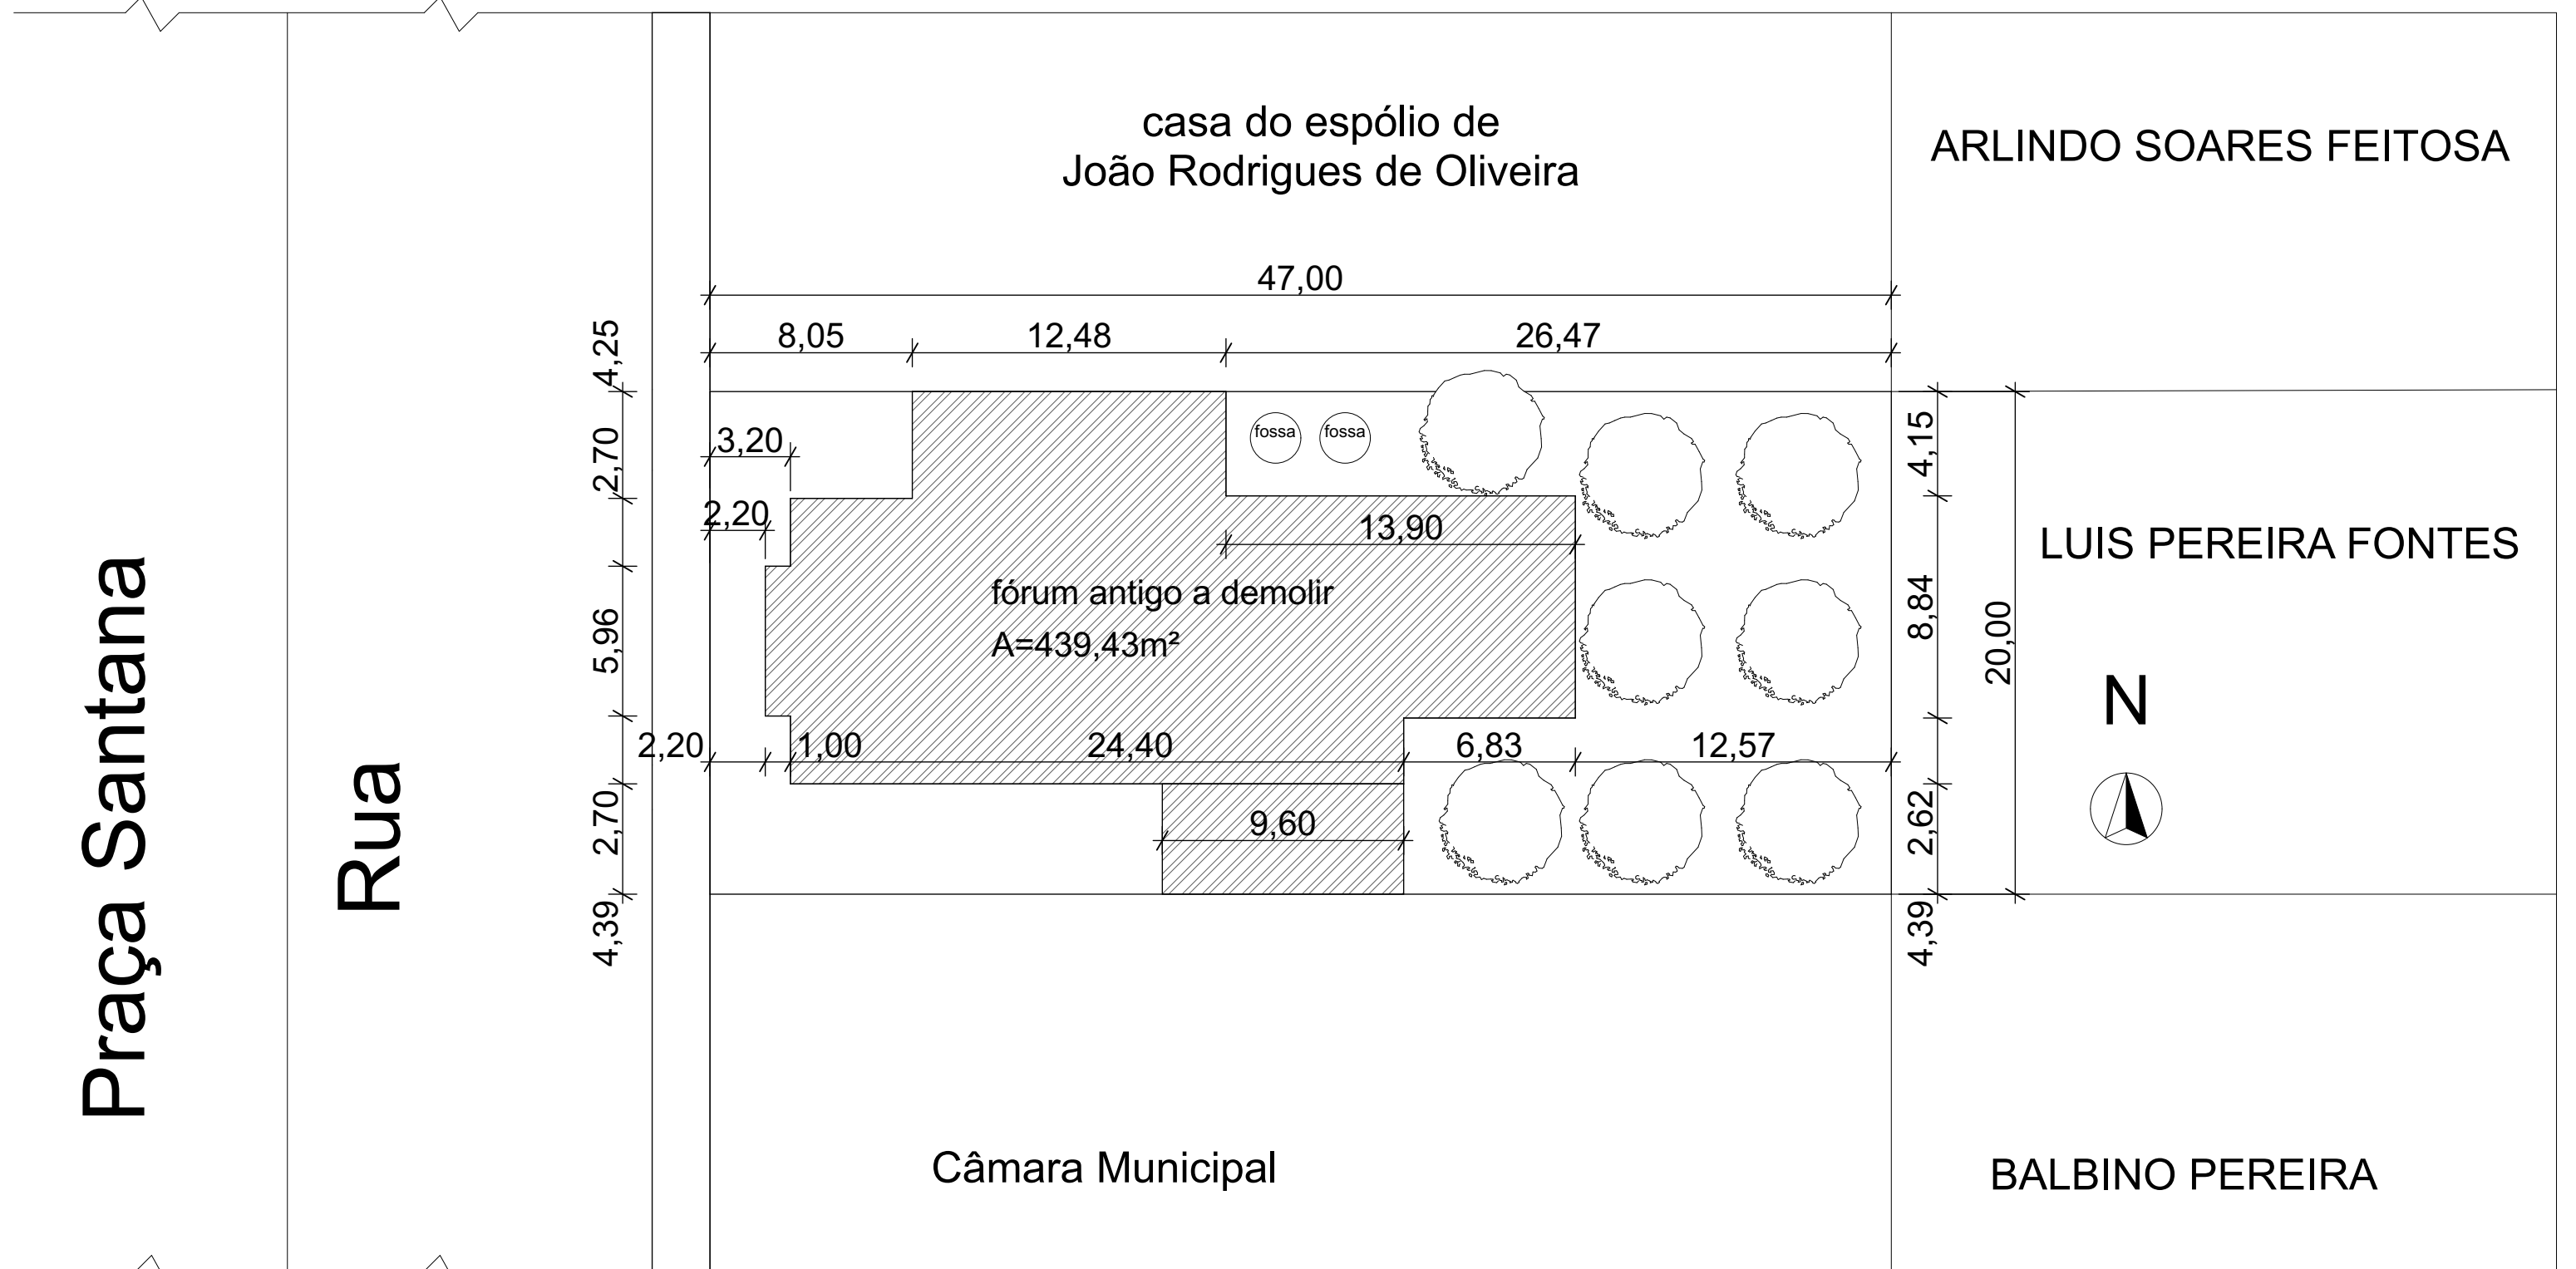 casa do espólio de
João Rodrigues de Oliveira
ARLINDO SOARES FEITOSA
47,00
8,05
12,48
26,47
4,25
2,70
5,96
2,70
4,39
3,20
2,20
fossa
fossa
13,90
fórum antigo a demolir
A=439,43m²
2,20
1,00
24,40
6,83
12,57
9,60
4,15
8,84
2,62
4,39
20,00
LUIS PEREIRA FONTES
N
Praça Santana
Rua
Câmara Municipal
BALBINO PEREIRA